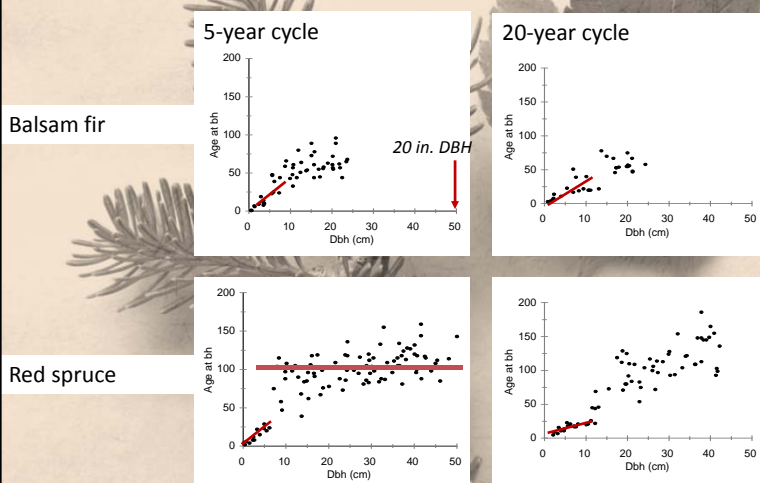 5-year cycle
20-year cycle
Balsam fir
200
150
100
50
0
Age at bh
20 in. DBH
0 10 20 30 40 50
Dbh (cm)
200
150
100
50
0
Age at bh
0 10 20 30 40 50
Dbh (cm)
Red spruce
200
150
100
50
0
Age at bh
0 10 20 30 40 50
Dbh (cm)
200
150
100
50
0
Age at bh
0 10 20 30 40 50
Dbh (cm)